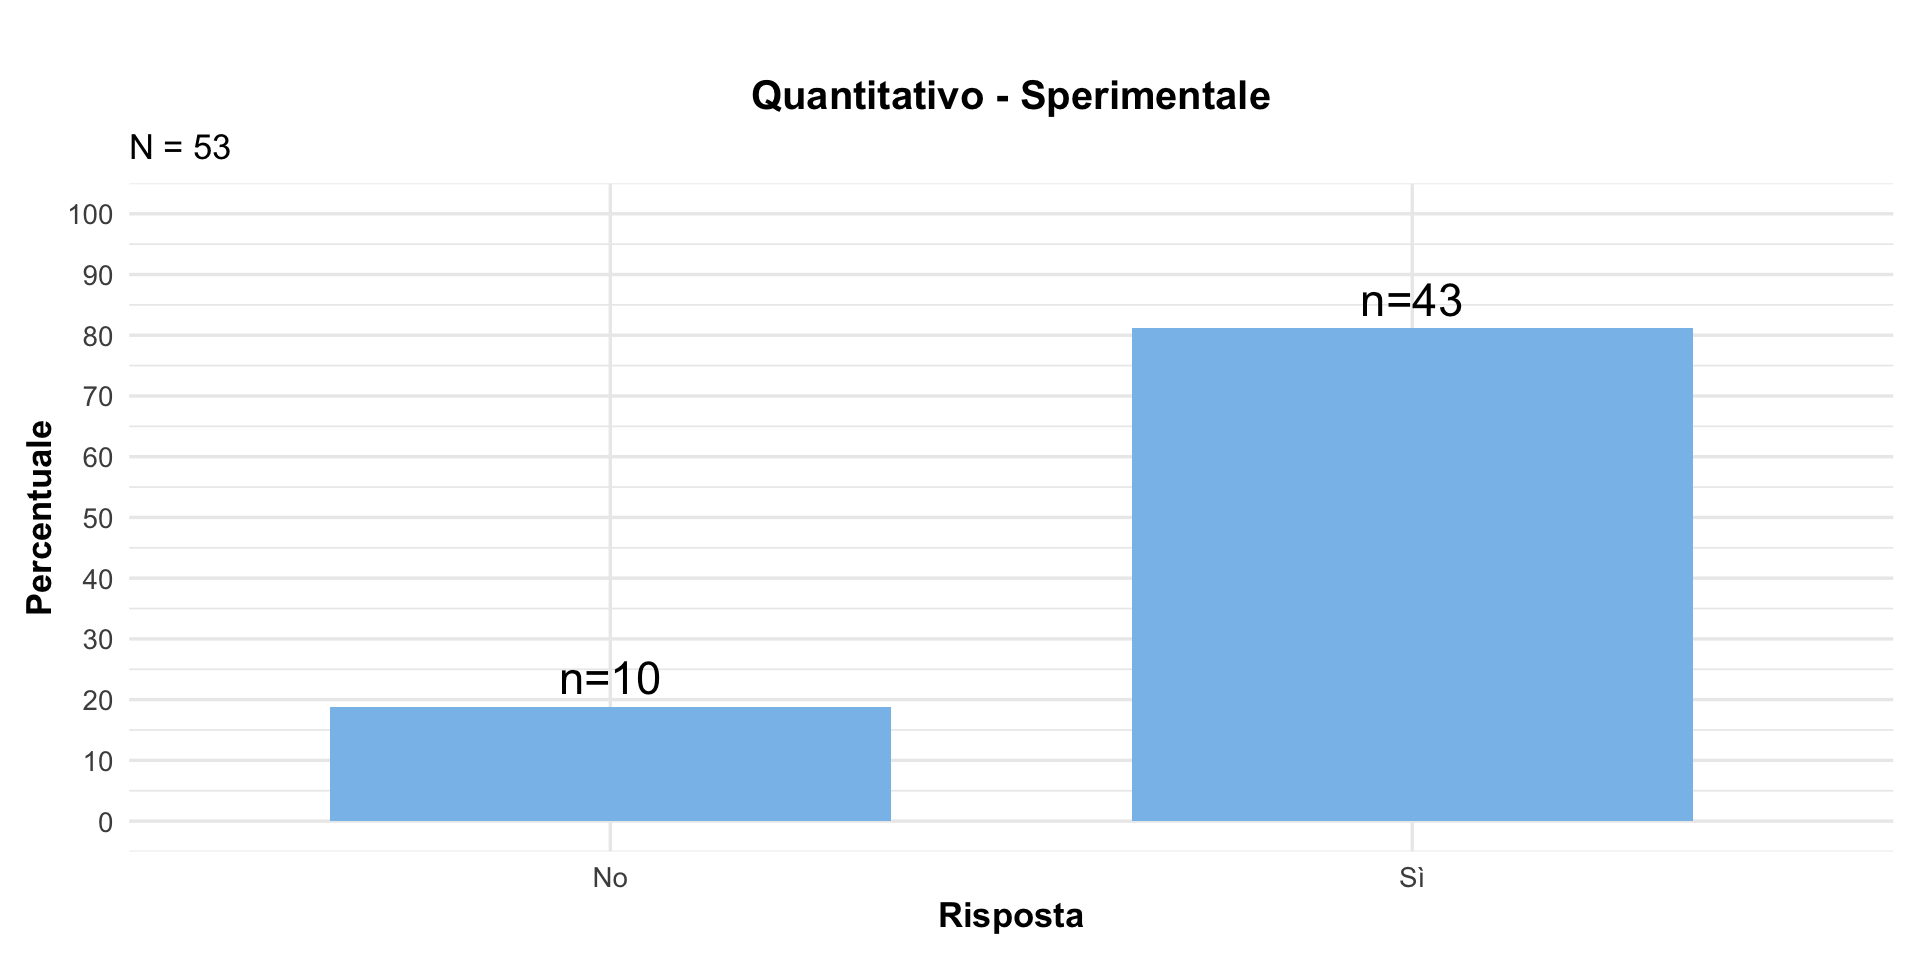 Quantitativo - Sperimentale
N = 53
100
90
80
70
60
50
40
30
20
10
0
Percentuale
n=10
n=43
No
Sì
Risposta